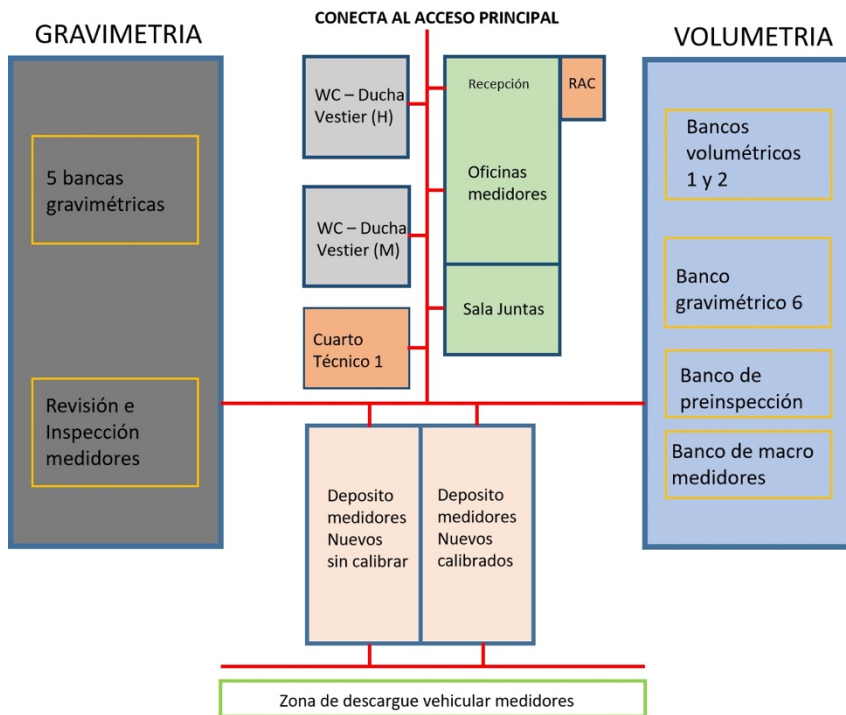 CONECTA AL ACCESO PRINCIPAL
GRAVIMETRIA
VOLUMETRIA
5 bancas
gravimétricas
Revisión e
Inspección
medidores
WC – Ducha
Vestier (H)
WC – Ducha
Vestier (M)
Cuarto
Técnico 1
Recepción
RAC
Oficinas
medidores
Sala Juntas
Bancos
volumétricos
1 y 2
Banco
gravimétrico 6
Banco de
preinspección
Banco de macro
medidores
Deposito
medidores
Nuevos
sin calibrar
Deposito
medidores
Nuevos
calibrados
Zona de descargue vehicular medidores